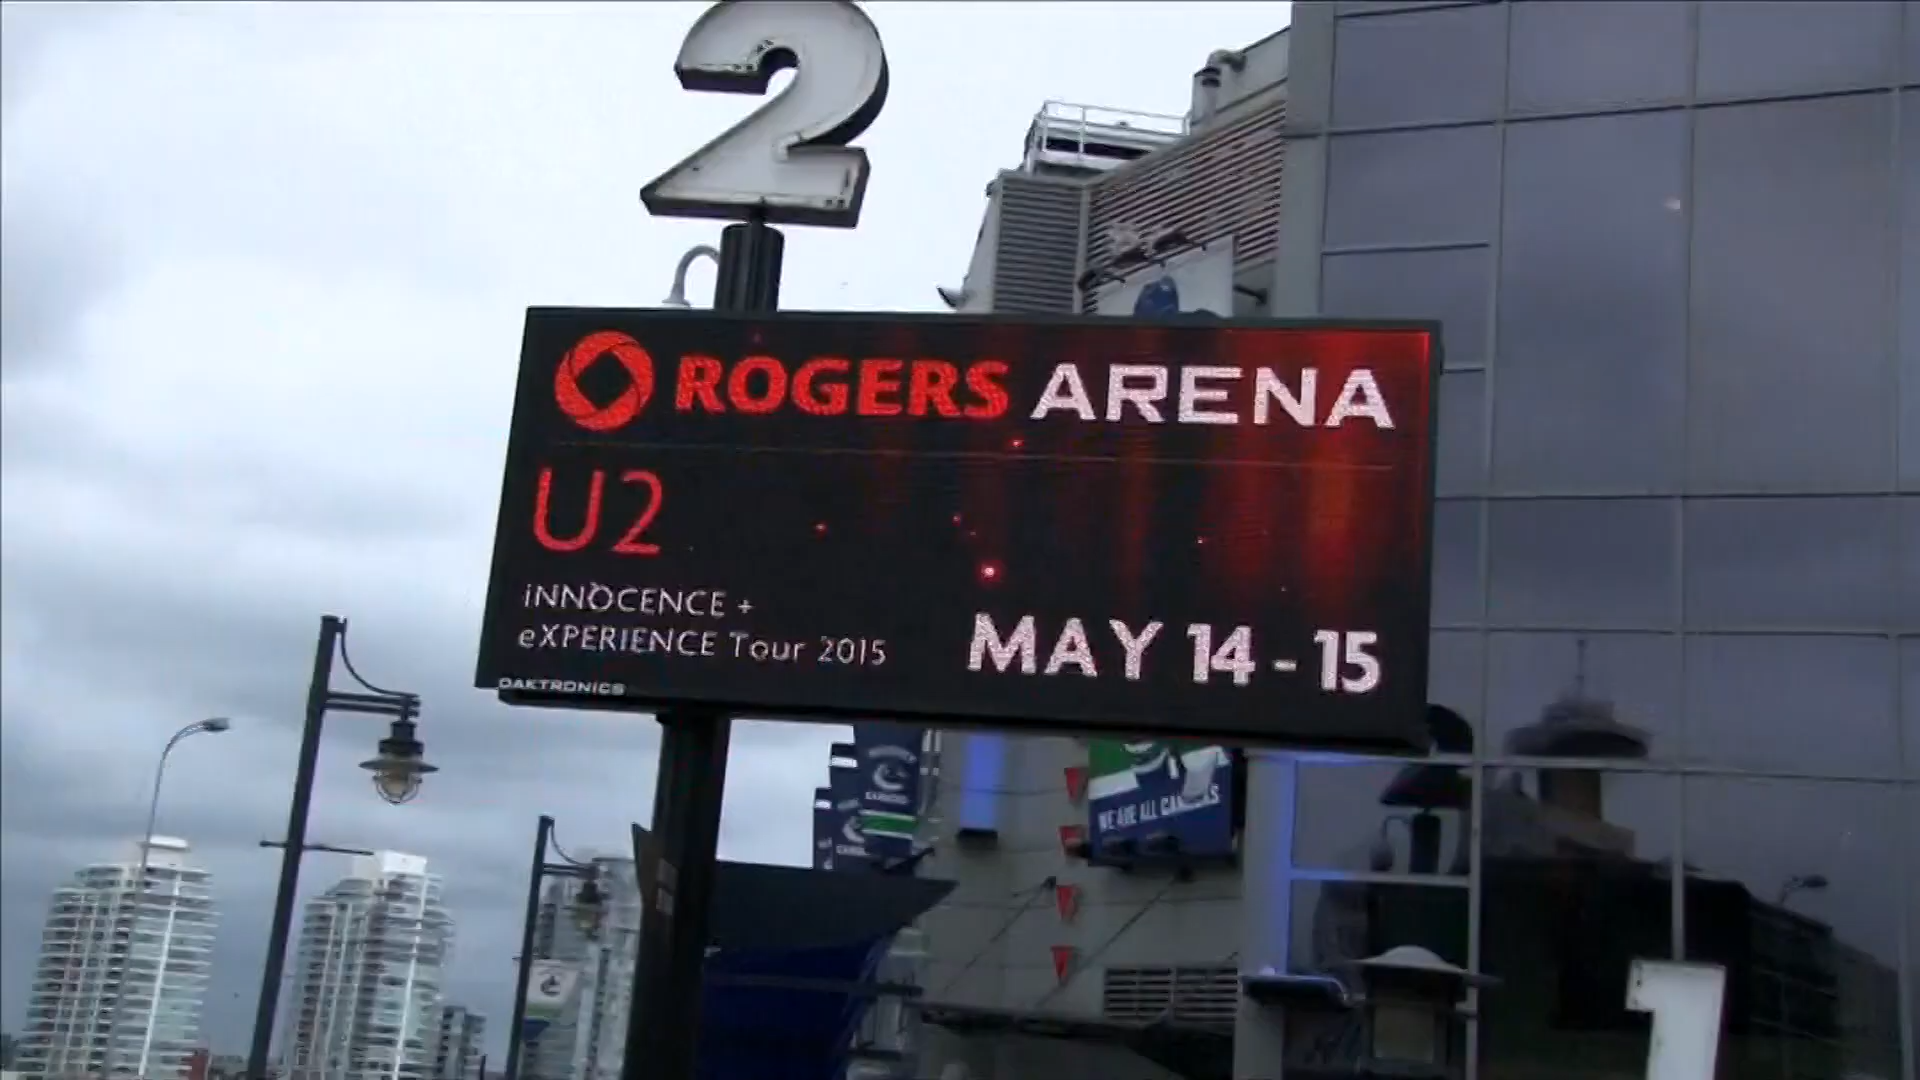 2
ROGERS ARENA
U2
iNNOCENCE +
eXPERIENCE Tour 2015
MAY 14 - 15
DAKTRONICS
WE ARE ALL CANUCKS
1